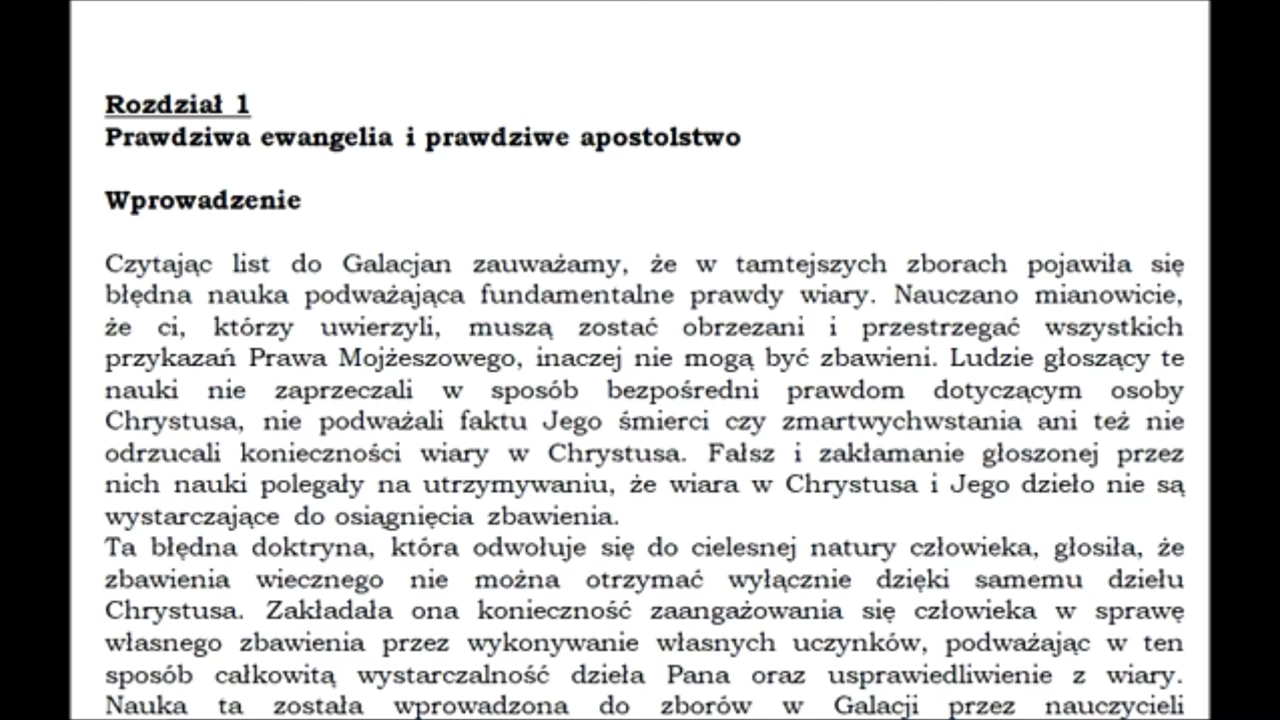 Rozdział 1
Prawdziwa ewangelia i prawdziwe apostolstwo
Wprowadzenie
Czytając list do Galacjan zauważamy, że w tamtejszych zborach pojawiła się
błędna nauka podważająca fundamentalne prawdy wiary. Nauczano mianowicie,
że ci, którzy uwierzyli, muszą zostać obrzezani i przestrzegać wszystkich
przykazań Prawa Mojżeszowego, inaczej nie mogą być zbawieni. Ludzie głoszący te
nauki nie zaprzeczali w sposób bezpośredni prawdom dotyczącym osoby
Chrystusa, nie podważali faktu Jego śmierci czy zmartwychwstania ani też nie
odrzucali konieczności wiary w Chrystusa. Fałsz i zakłamanie głoszonej przez
nich nauki polegały na utrzymywaniu, że wiara w Chrystusa i Jego dzieło nie są
wystarczające do osiągnięcia zbawienia.
Ta błędna doktryna, która odwołuje się do cielesnej natury człowieka, głosiła, że
zbawienia wiecznego nie można otrzymać wyłącznie dzięki samemu dziełu
Chrystusa. Zakładała ona konieczność zaangażowania się człowieka w sprawę
własnego zbawienia przez wykonywanie własnych uczynków, podważając w ten
sposób całkowitą wystarczalność dzieła Pana oraz usprawiedliwienie z wiary.
Nauka ta została wprowadzona do zborów w Galacji przez nauczycieli